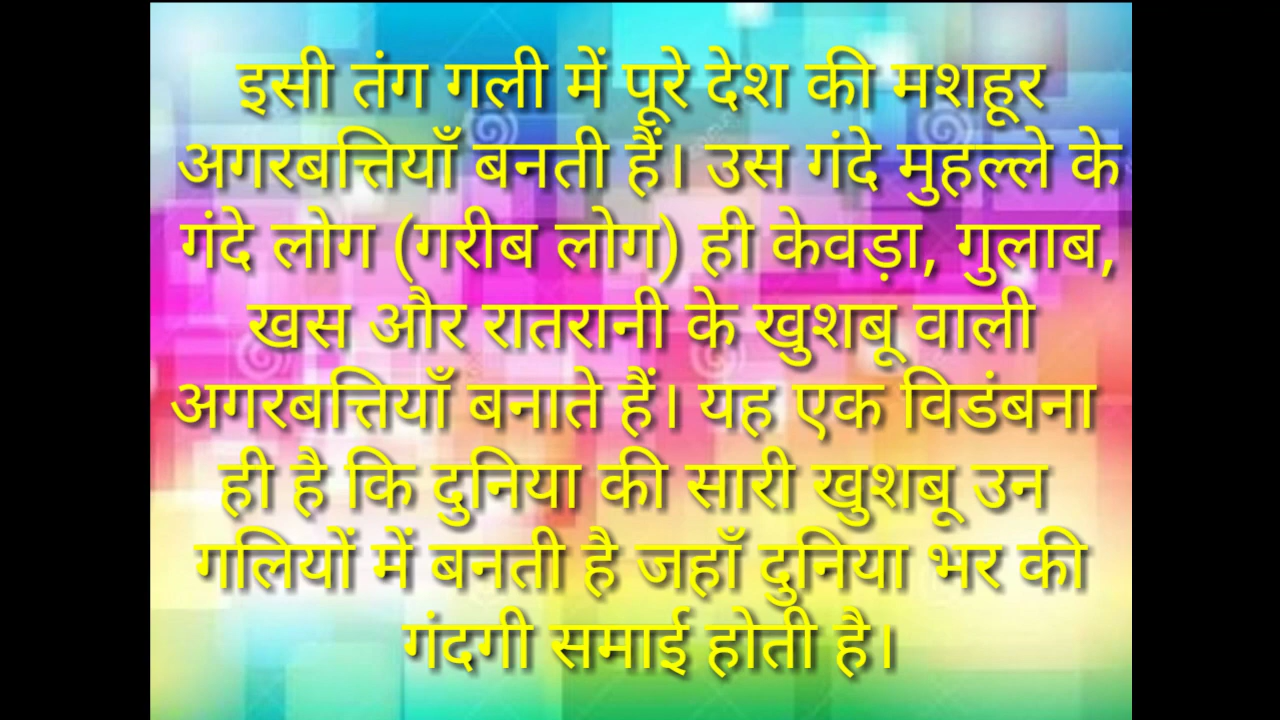 इसी तंग गली में पूरे देश की मशहूर
अगरबत्तियाँ बनती हैं। उस गंदे मुहल्ले के
गंदे लोग (गरीब लोग) ही केवड़ा, गुलाब,
खस और रातरानी के खुशबू वाली
अगरबत्तियाँ बनाते हैं। यह एक विडंबना
ही है कि दुनिया की सारी खुशबू उन
गलियों में बनती है जहाँ दुनिया भर की
गंदगी समाई होती है।